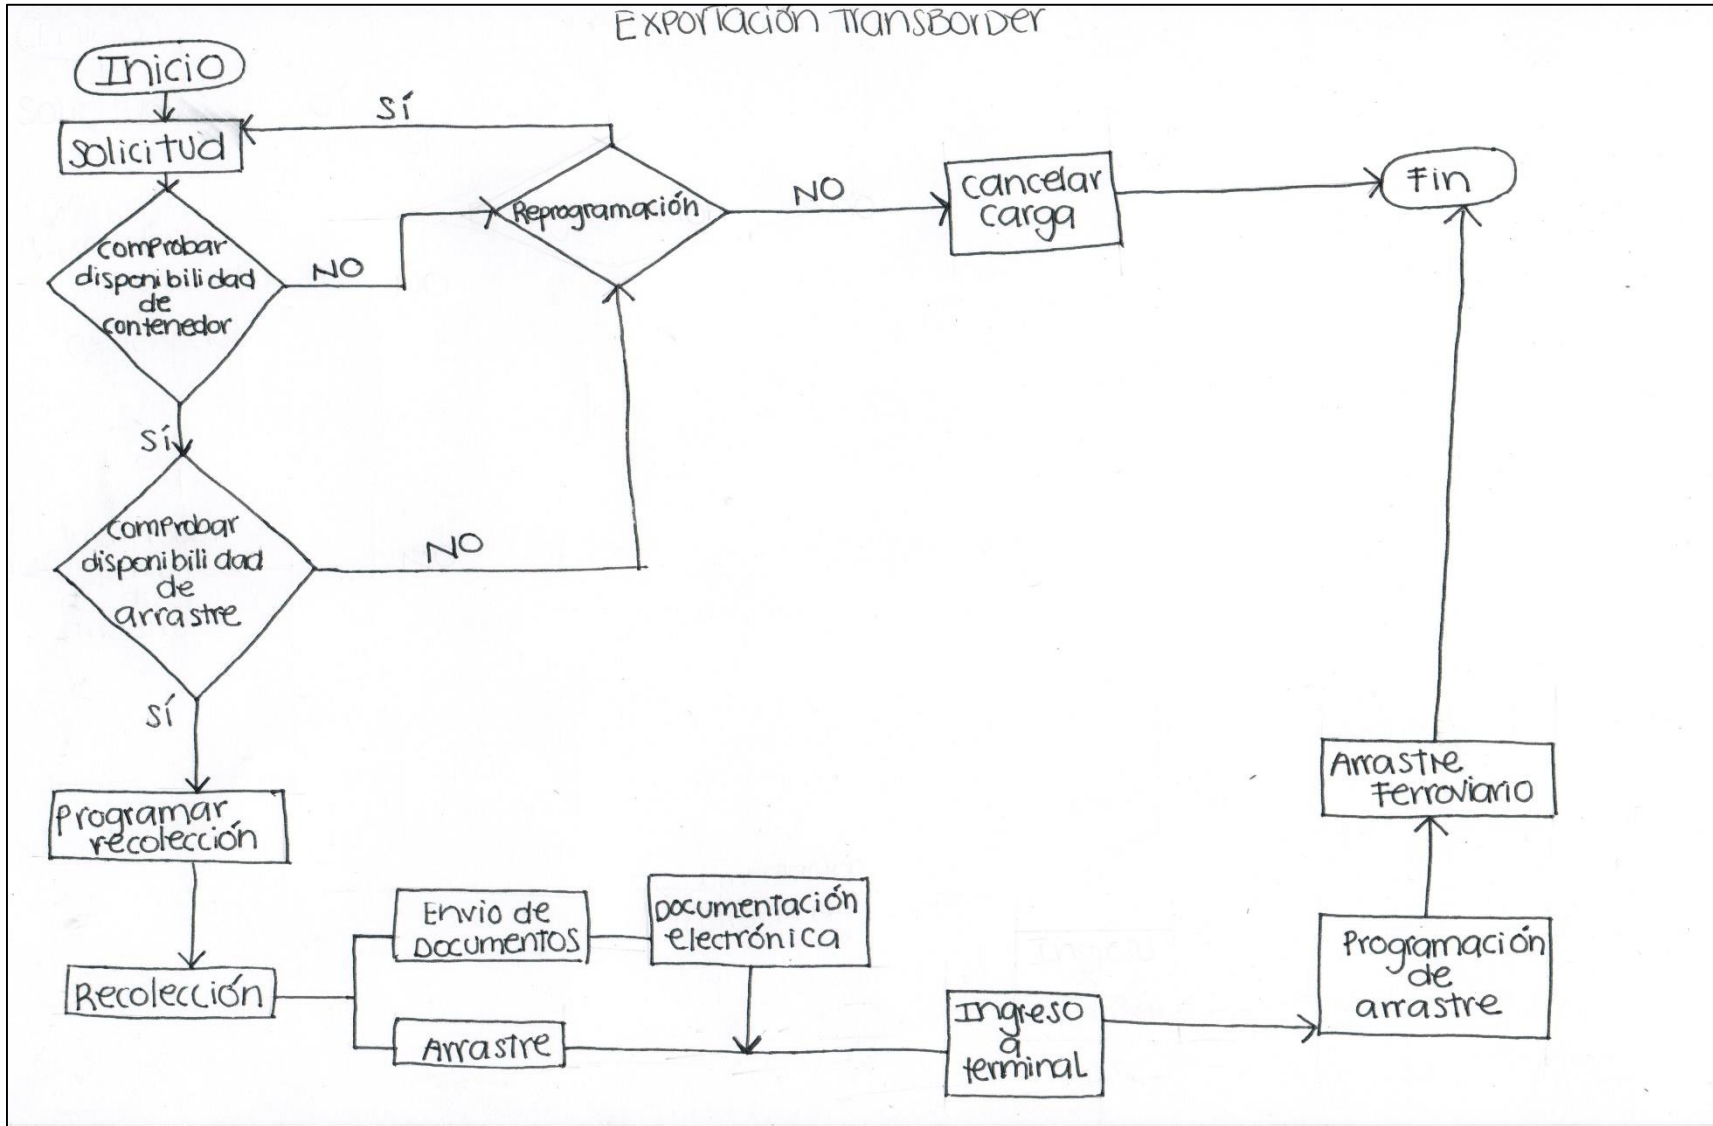 Exportación TransBorder
Inicio
Solicitud
SÍ
comprobar
disponibilidad
de
contenedor
NO
Reprogramación
NO
cancelar
carga
Fin
SÍ
comprobar
disponibilidad
de
arrastre
NO
SÍ
Programar
recolección
Recolección
Envio de
Documentos
Documentación
electrónica
Arrastre
Ingreso
a
terminal
Programación
de
arrastre
Arrastre
Ferroviario